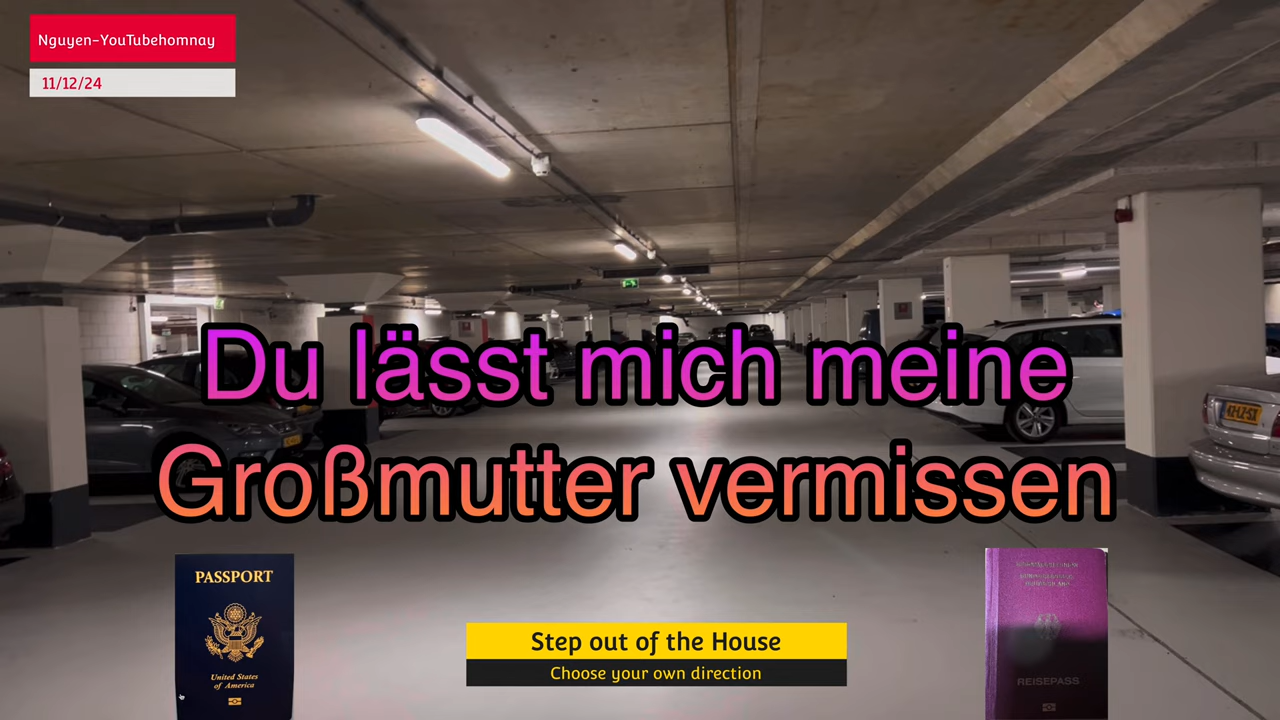 Nguyen-YouTubehomnay
11/12/24
Du lässt mich meine
Großmutter vermissen
PASSPORT
United States
of America
Step out of the House
Choose your own direction
REISEPASS